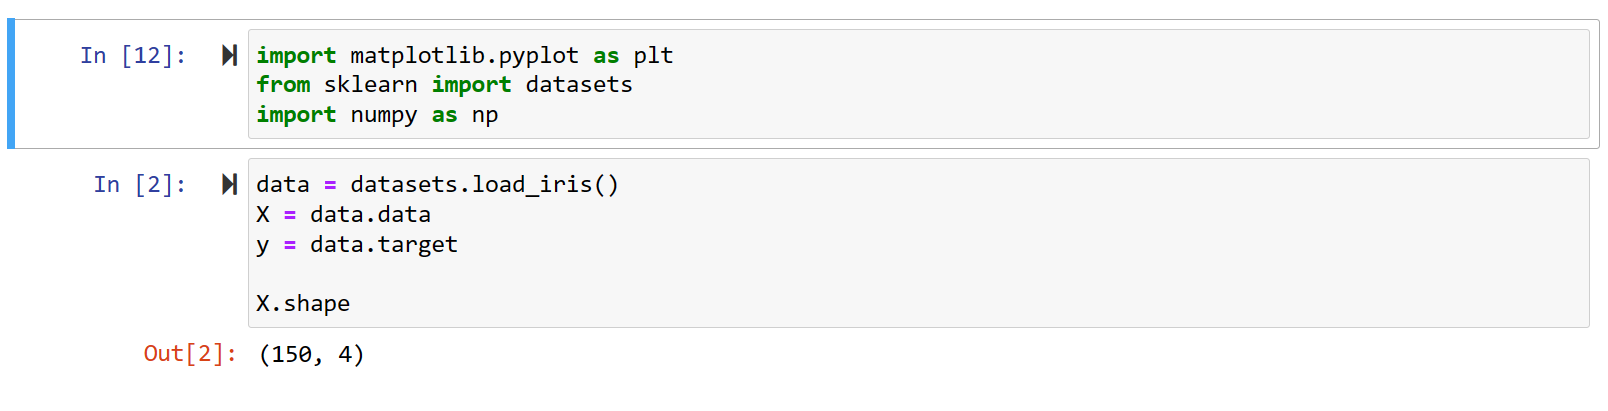 In [12]:
import matplotlib.pyplot as plt
from sklearn import datasets
import numpy as np
In [2]:
data = datasets.load_iris()
X = data.data
y = data.target
X.shape
Out[2]: (150, 4)